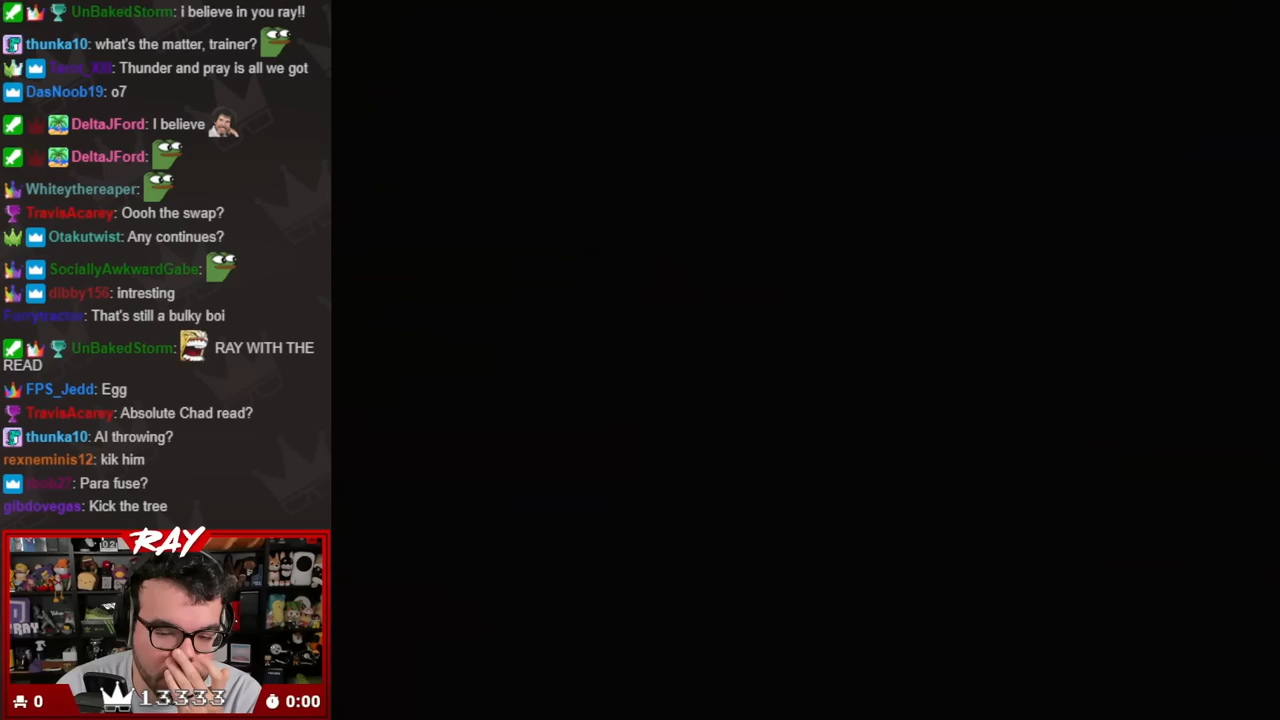 UnBakedStorm: i believe in you ray!!
thunka10: what's the matter, trainer?
Tarot_XXI: Thunder and pray is all we got
DasNoob19: o7
DeltaJFord: I believe
DeltaJFord:
Whiteythereaper:
TravisAcarey: Oooh the swap?
Otakutwist: Any continues?
SociallyAwkwardGabe:
dibby156: intresting
Furrytractor: That's still a bulky boi
UnBakedStorm: RAY WITH THE
READ
FPS_Jedd: Egg
TravisAcarey: Absolute Chad read?
thunka10: AI throwing?
rexneminis12: kik him
Para fuse?
gibdovegas: Kick the tree
RAY
0
13333
0:00